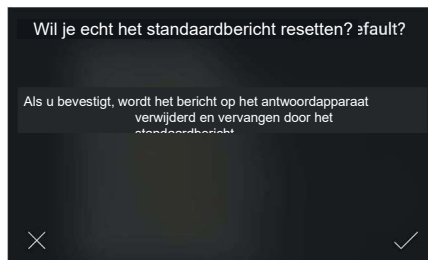 Wil je echt het standaardbericht resetten? efault?
Als u bevestigt, wordt het bericht op het antwoordapparaat
verwijderd en vervangen door het
standaardbericht